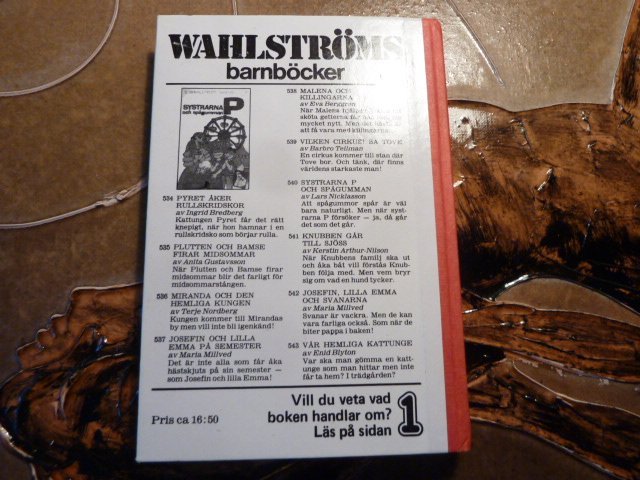 WAHLSTRÖMS
barnböcker
SYSTRARNA P
och spågumman
534 PYRET ÅKER
RULLSKRIDSKOR
av Ingrid Bredberg
Kattungen Pyret får det rätt
knepigt, när hon hamnar i en
rullskridsko som börjar rulla.
535 PLUTTEN OCH BAMSE
FIRAR MIDSOMMAR
av Anita Gustavsson
När Plutten och Bamse firar
midsommar blir det farligt för
midsommarstången.
536 MIRANDA OCH DEN
HEMLIGA KUNGEN
av Terje Nordberg
Kungen kommer till Mirandas
by men vill inte bli igenkänd!
537 JOSEFIN OCH LILLA
EMMA PÅ SEMESTER
av Maria Millved
Det är inte alla som får åka
hästskjuts på sin semester —
som Josefin och lilla Emma!
538 MALENA OCH
KILLINGARNA
av Eva Berggren
När Malena
sköta getterna får hon
mycket nytt. Men det
att få vara med killingarna.
539 VILKEN CIRKUS! SA TOVE
av Barbro Tellman
En cirkus kommer till stan där
Tove bor. Och tänk, där finns
världens starkaste man!
540 SYSTRARNA P
OCH SPÅGUMMAN
av Lars Nicklasson
Att spågummor spår är väl
bara naturligt. Men när syst-
rarna P försöker — ja, då går
det som det går.
541 KNUBBEN GÅR
TILL SJÖSS
av Kerstin Arthur-Nilson
När Knubbens familj ska ut
och åka båt vill förstås Knub-
ben följa med. Men vem bryr
sig om vad en hund tycker.
542 JOSEFIN, LILLA EMMA
OCH SVANARNA
av Maria Millved
Svanar är vackra. Men de kan
vara farliga också. Som när de
biter pappa i baken!
543 VÅR HEMLIGA KATTUNGE
av Enid Blyton
Var ska man gömma en katt-
unge som man hittar men inte
får ta hem? I trädgården?
Pris ca 16:50
Vill du veta vad
boken handlar om?
Läs på sidan 1